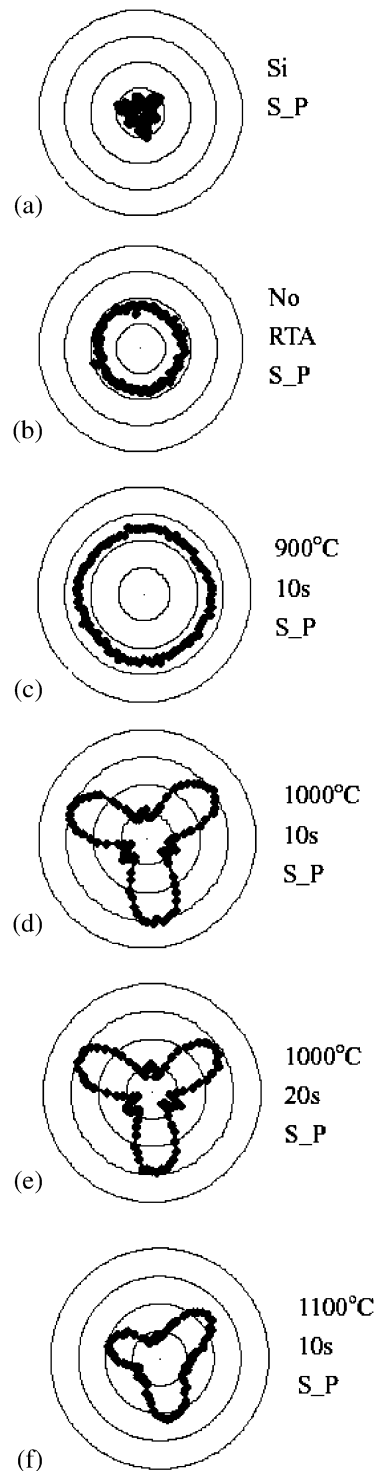 Si
S_P
(a)
No
RTA
S_P
(b)
900°C
10s
S_P
(c)
1000°C
10s
S_P
(d)
1000°C
20s
S_P
(e)
1100°C
10s
S_P
(f)